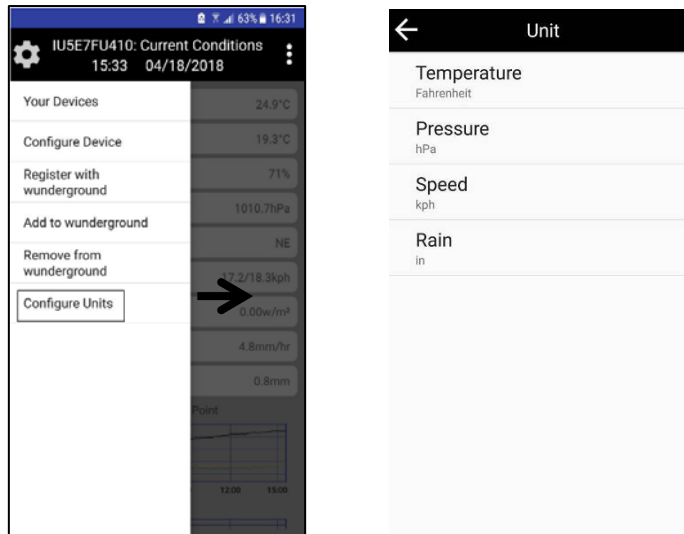 63% 16:31
IU5E7FU410: Current Conditions
15:33 04/18/2018
Your Devices
Configure Device
Register with
wunderground
Add to wunderground
Remove from
wunderground
Configure Units
24.9°C
19.3°C
71%
1010.7hPa
NE
17.2/18.3kph
0.00w/m²
4.8mm/hr
0.8mm
Point
12:00 15:00
Unit
Temperature
Fahrenheit
Pressure
hPa
Speed
kph
Rain
in